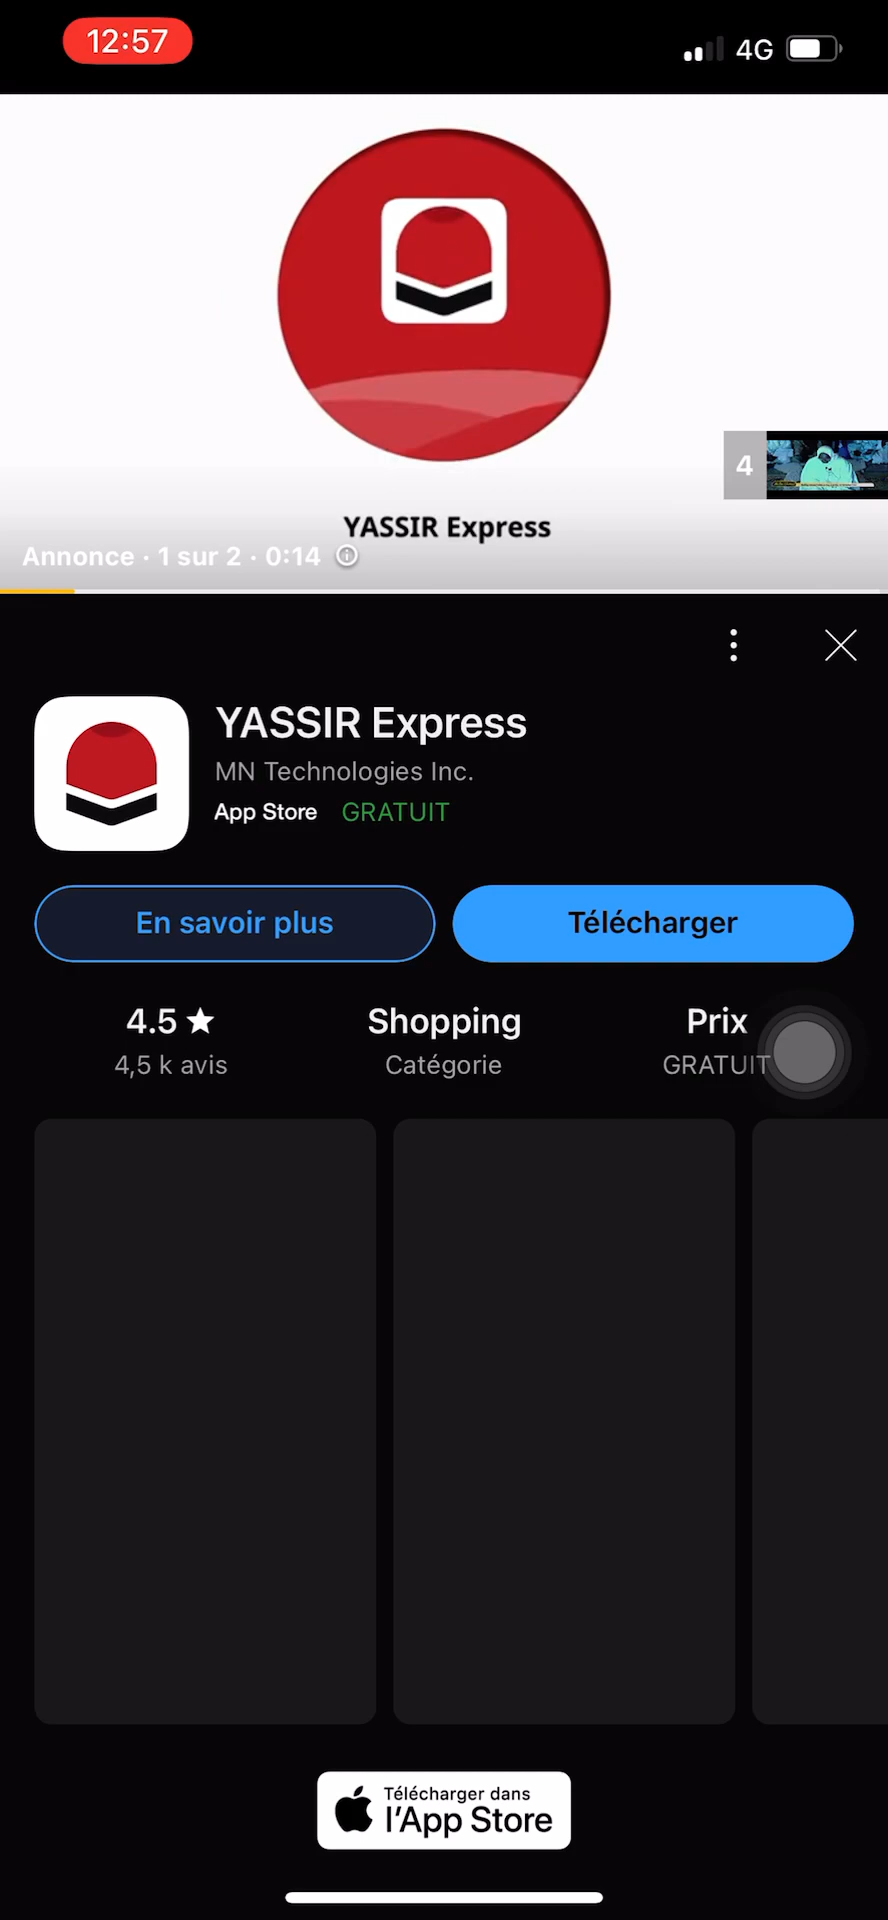 12:57
4G
4
YASSIR Express
Annonce · 1 sur 2 · 0:14
YASSIR Express
MN Technologies Inc.
App Store GRATUIT
En savoir plus
Télécharger
4.5 ★
4,5 k avis
Shopping
Catégorie
Prix
GRATUIT
Télécharger dans
l'App Store